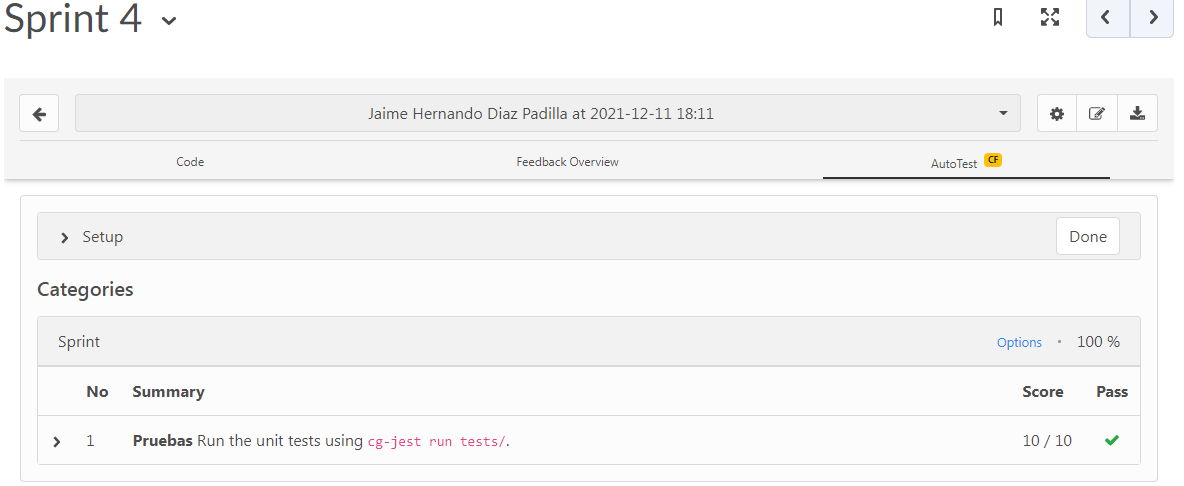 Sprint 4
Jaime Hernando Diaz Padilla at 2021-12-11 18:11
Code Feedback Overview AutoTest CF
Setup Done
Categories
Sprint Options • 100 %
No Summary Score Pass
1 Pruebas Run the unit tests using cg-jest run tests/. 10 / 10